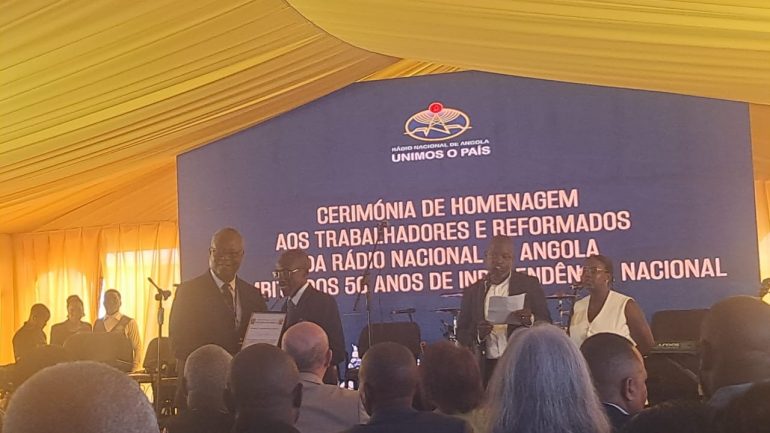 RÁDIO NACIONAL DE ANGOLA
UNIMOS O PAÍS
CERIMÓNIA DE HOMENAGEM
AOS TRABALHADORES E REFORMADOS
DA RÁDIO NACIONAL ANGOLA
DOS 50 ANOS DE NACIONAL